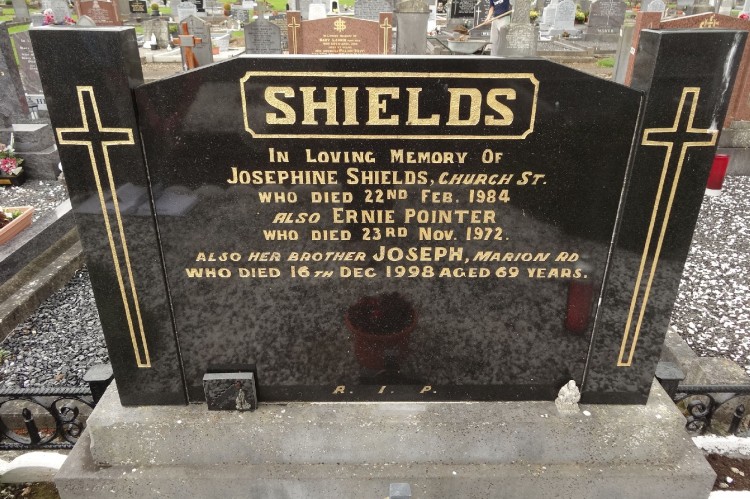 SHIELDS
IN LOVING MEMORY OF
JOSEPHINE SHIELDS, CHURCH ST.
WHO DIED 22ND FEB. 1984
ALSO ERNIE POINTER
WHO DIED 23RD NOV. 1972.
ALSO HER BROTHER JOSEPH, MARION RD
WHO DIED 16TH DEC 1998 AGED 69 YEARS.
R. I. P.